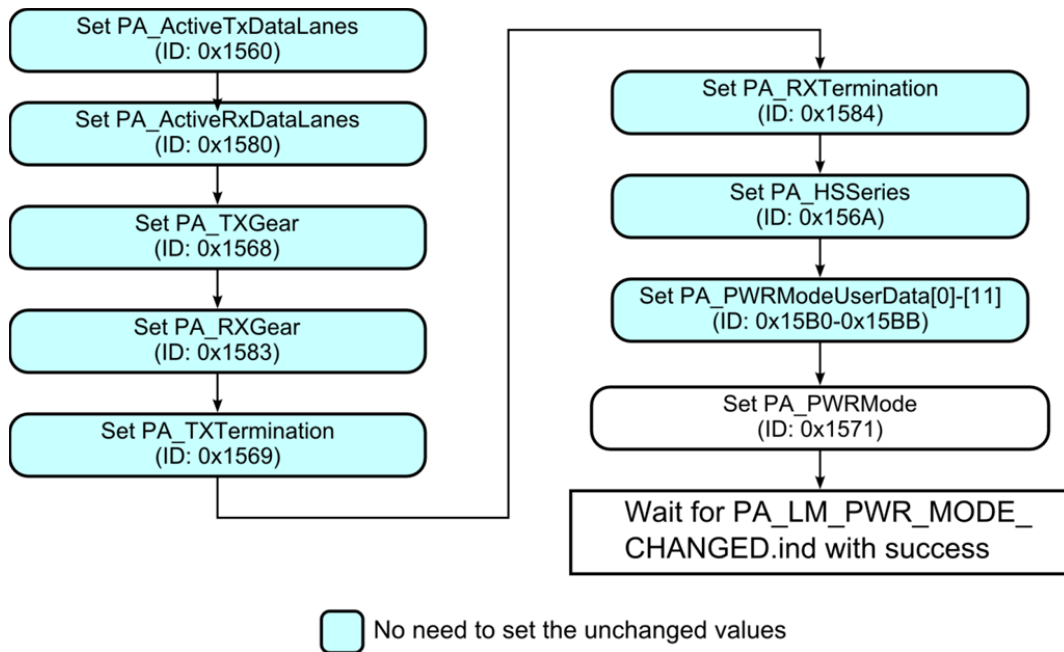 Set PA_ActiveTxDataLanes
(ID: 0x1560)
Set PA_ActiveRxDataLanes
(ID: 0x1580)
Set PA_TXGear
(ID: 0x1568)
Set PA_RXGear
(ID: 0x1583)
Set PA_TXTermination
(ID: 0x1569)
Set PA_RXTermination
(ID: 0x1584)
Set PA_HSSeries
(ID: 0x156A)
Set PA_PWRModeUserData[0]-[11]
(ID: 0x15B0-0x15BB)
Set PA_PWRMode
(ID: 0x1571)
Wait for PA_LM_PWR_MODE_
CHANGED.ind with success
No need to set the unchanged values